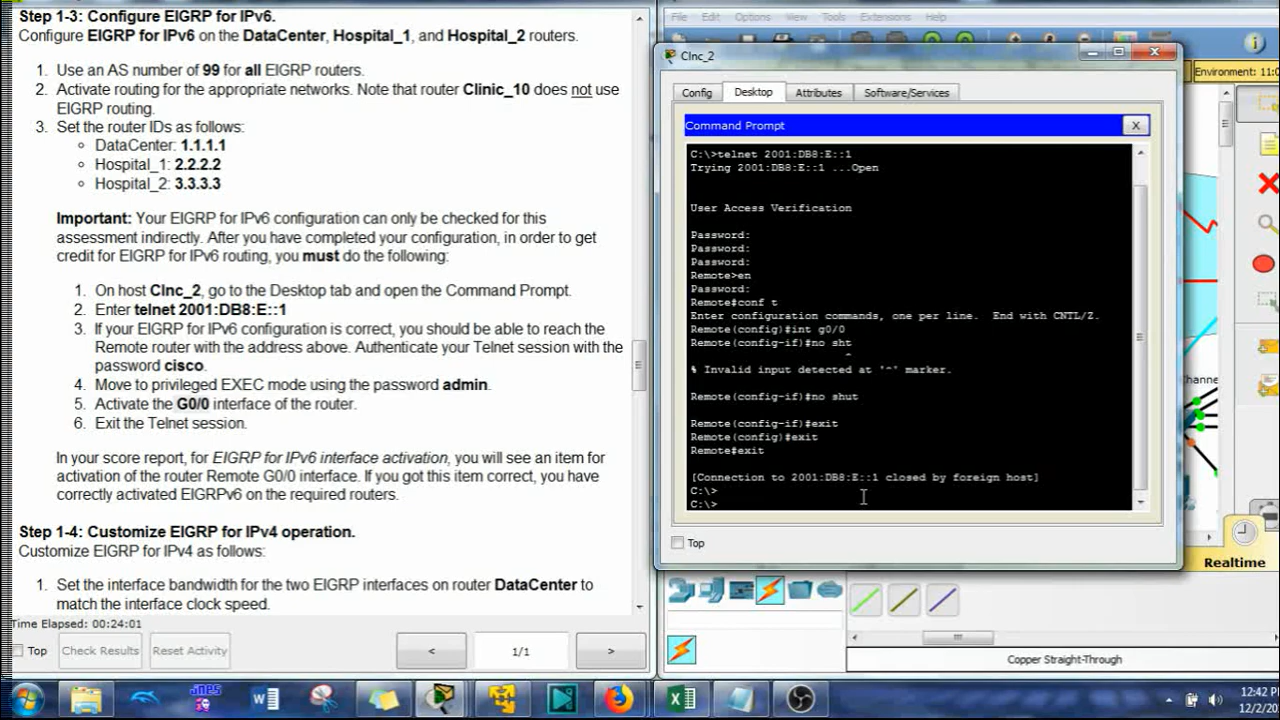 Step 1-3: Configure EIGRP for IPv6.
Configure EIGRP for IPv6 on the DataCenter, Hospital_1, and Hospital_2 routers.
1. Use an AS number of 99 for all EIGRP routers.
2. Activate routing for the appropriate networks. Note that router Clinic_10 does not use
EIGRP routing.
3. Set the router IDs as follows:
DataCenter: 1.1.1.1
Hospital_1: 2.2.2.2
Hospital_2: 3.3.3.3
Important: Your EIGRP for IPv6 configuration can only be checked for this
assessment indirectly. After you have completed your configuration, in order to get
credit for EIGRP for IPv6 routing, you must do the following:
1. On host Clnc_2, go to the Desktop tab and open the Command Prompt.
2. Enter telnet 2001:DB8:E::1
3. If your EIGRP for IPv6 configuration is correct, you should be able to reach the
Remote router with the address above. Authenticate your Telnet session with the
password cisco.
4. Move to privileged EXEC mode using the password admin.
5. Activate the G0/0 interface of the router.
6. Exit the Telnet session.
In your score report, for EIGRP for IPv6 interface activation, you will see an item for
activation of the router Remote G0/0 interface. If you got this item correct, you have
correctly activated EIGRPv6 on the required routers.
Step 1-4: Customize EIGRP for IPv4 operation.
Customize EIGRP for IPv4 as follows:
1. Set the interface bandwidth for the two EIGRP interfaces on router DataCenter to
match the interface clock speed.
Time Elapsed: 00:24:01
Top
Check Results
Reset Activity
<
1/1
>
File Edit Options View Tools Extensions Help
Clnc_2
Config Desktop Attributes Software/Services
Command Prompt
X
C:\>telnet 2001:DB8:E::1
Trying 2001:DB8:E::1 ...Open
User Access Verification
Password:
Password:
Password:
Remote>en
Password:
Remote#conf t
Enter configuration commands, one per line. End with CNTL/Z.
Remote(config)#int g0/0
Remote(config-if)#no sht
^
% Invalid input detected at '^' marker.
Remote(config-if)#no shut
Remote(config-if)#exit
Remote(config)#exit
Remote#exit
[Connection to 2001:DB8:E::1 closed by foreign host]
C:\>
C:\>
Top
Environment: 11:0
Channe
Realtime
Copper Straight-Through
12:42 PM